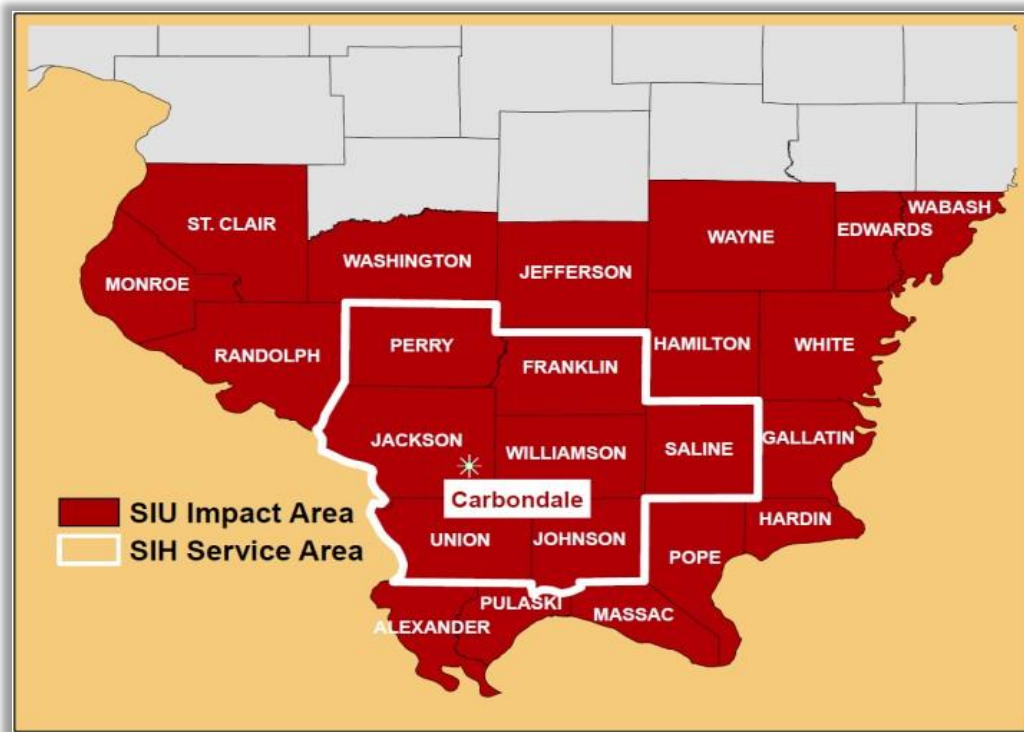 WABASH
ST. CLAIR
WAYNE
EDWARDS
WASHINGTON
JEFFERSON
MONROE
PERRY
HAMILTON
WHITE
RANDOLPH
FRANKLIN
JACKSON
WILLIAMSON
SALINE
GALLATIN
Carbondale
SIU Impact Area
HARDIN
UNION
JOHNSON
SIH Service Area
POPE
PULASKI
MASSAC
ALEXANDER